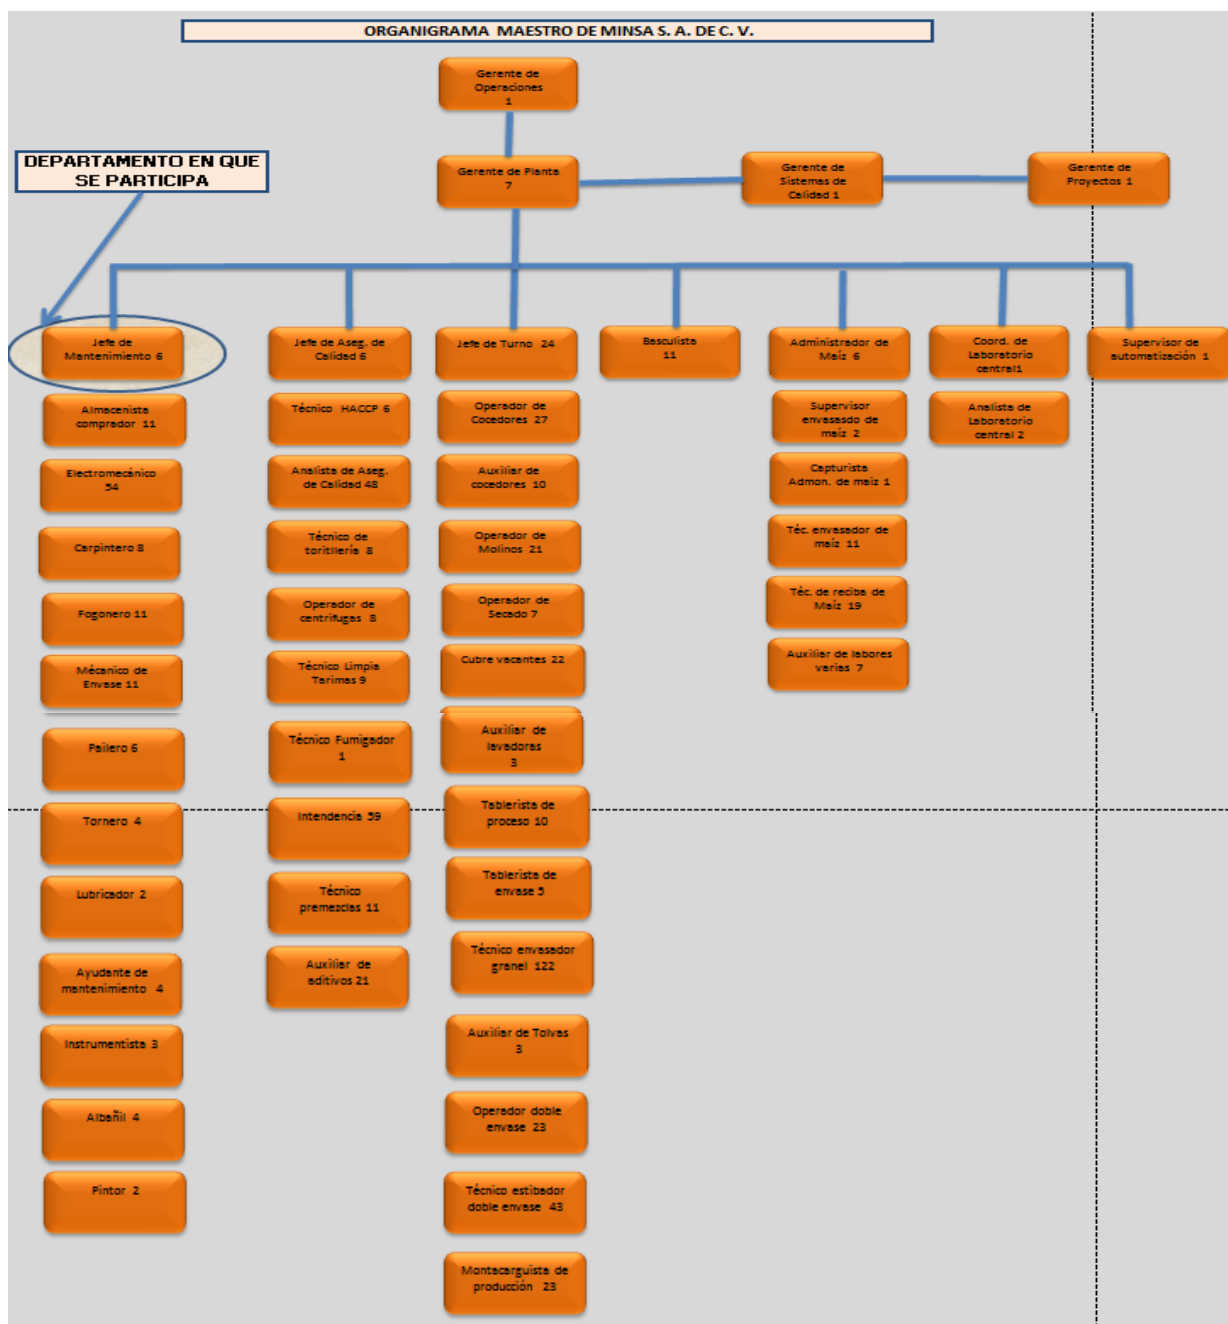 ORGANIGRAMA MAESTRO DE MINSA S. A. DE C. V.
Gerente de
Operaciones
1
DEPARTAMENTO EN QUE
SE PARTICIPA
Gerente de Planta
7
Gerente de
Sistemas de
Calidad 1
Gerente de
Proyectos 1
Jefe de
Mantenimiento 6
Jefe de Aseg. de
Calidad 6
Jefe de Turno 24
Basculista
11
Administrador de
Maíz 6
Coord. de
Laboratorio
central1
Supervisor de
automatización 1
Almacenista
comprador 11
Electromecánico
54
Carpintero 8
Fogonero 11
Mécanico de
Envase 11
Pailero 6
Tornero 4
Lubricador 2
Ayudante de
mantenimiento 4
Instrumentista 3
Albañil 4
Pintor 2
Técnico HACCP 6
Analista de Aseg.
de Calidad 48
Técnico de
toritllería 8
Operador de
centrífugas 8
Técnico Limpia
Tarimas 9
Técnico Fumigador
1
Intendencia 59
Técnico
premezclas 11
Auxiliar de
aditivos 21
Operador de
Cocedores 27
Auxiliar de
cocedores 10
Operador de
Molinos 21
Operador de
Secado 7
Cubre vacantes 22
Auxiliar de
lavadoras
3
Tablerista de
proceso 10
Tablerista de
envase 5
Técnico envasador
granel 122
Auxiliar de Tolvas
3
Operador doble
envase 23
Técnico estibador
doble envase 43
Montacarguista de
producción 23
Supervisor
envasasdo de
maíz 2
Capturista
Admon. de maiz 1
Téc. envasador de
maíz 11
Téc. de reciba de
Maíz 19
Auxiliar de labores
varias 7
Analista de
Laboratorio
central 2